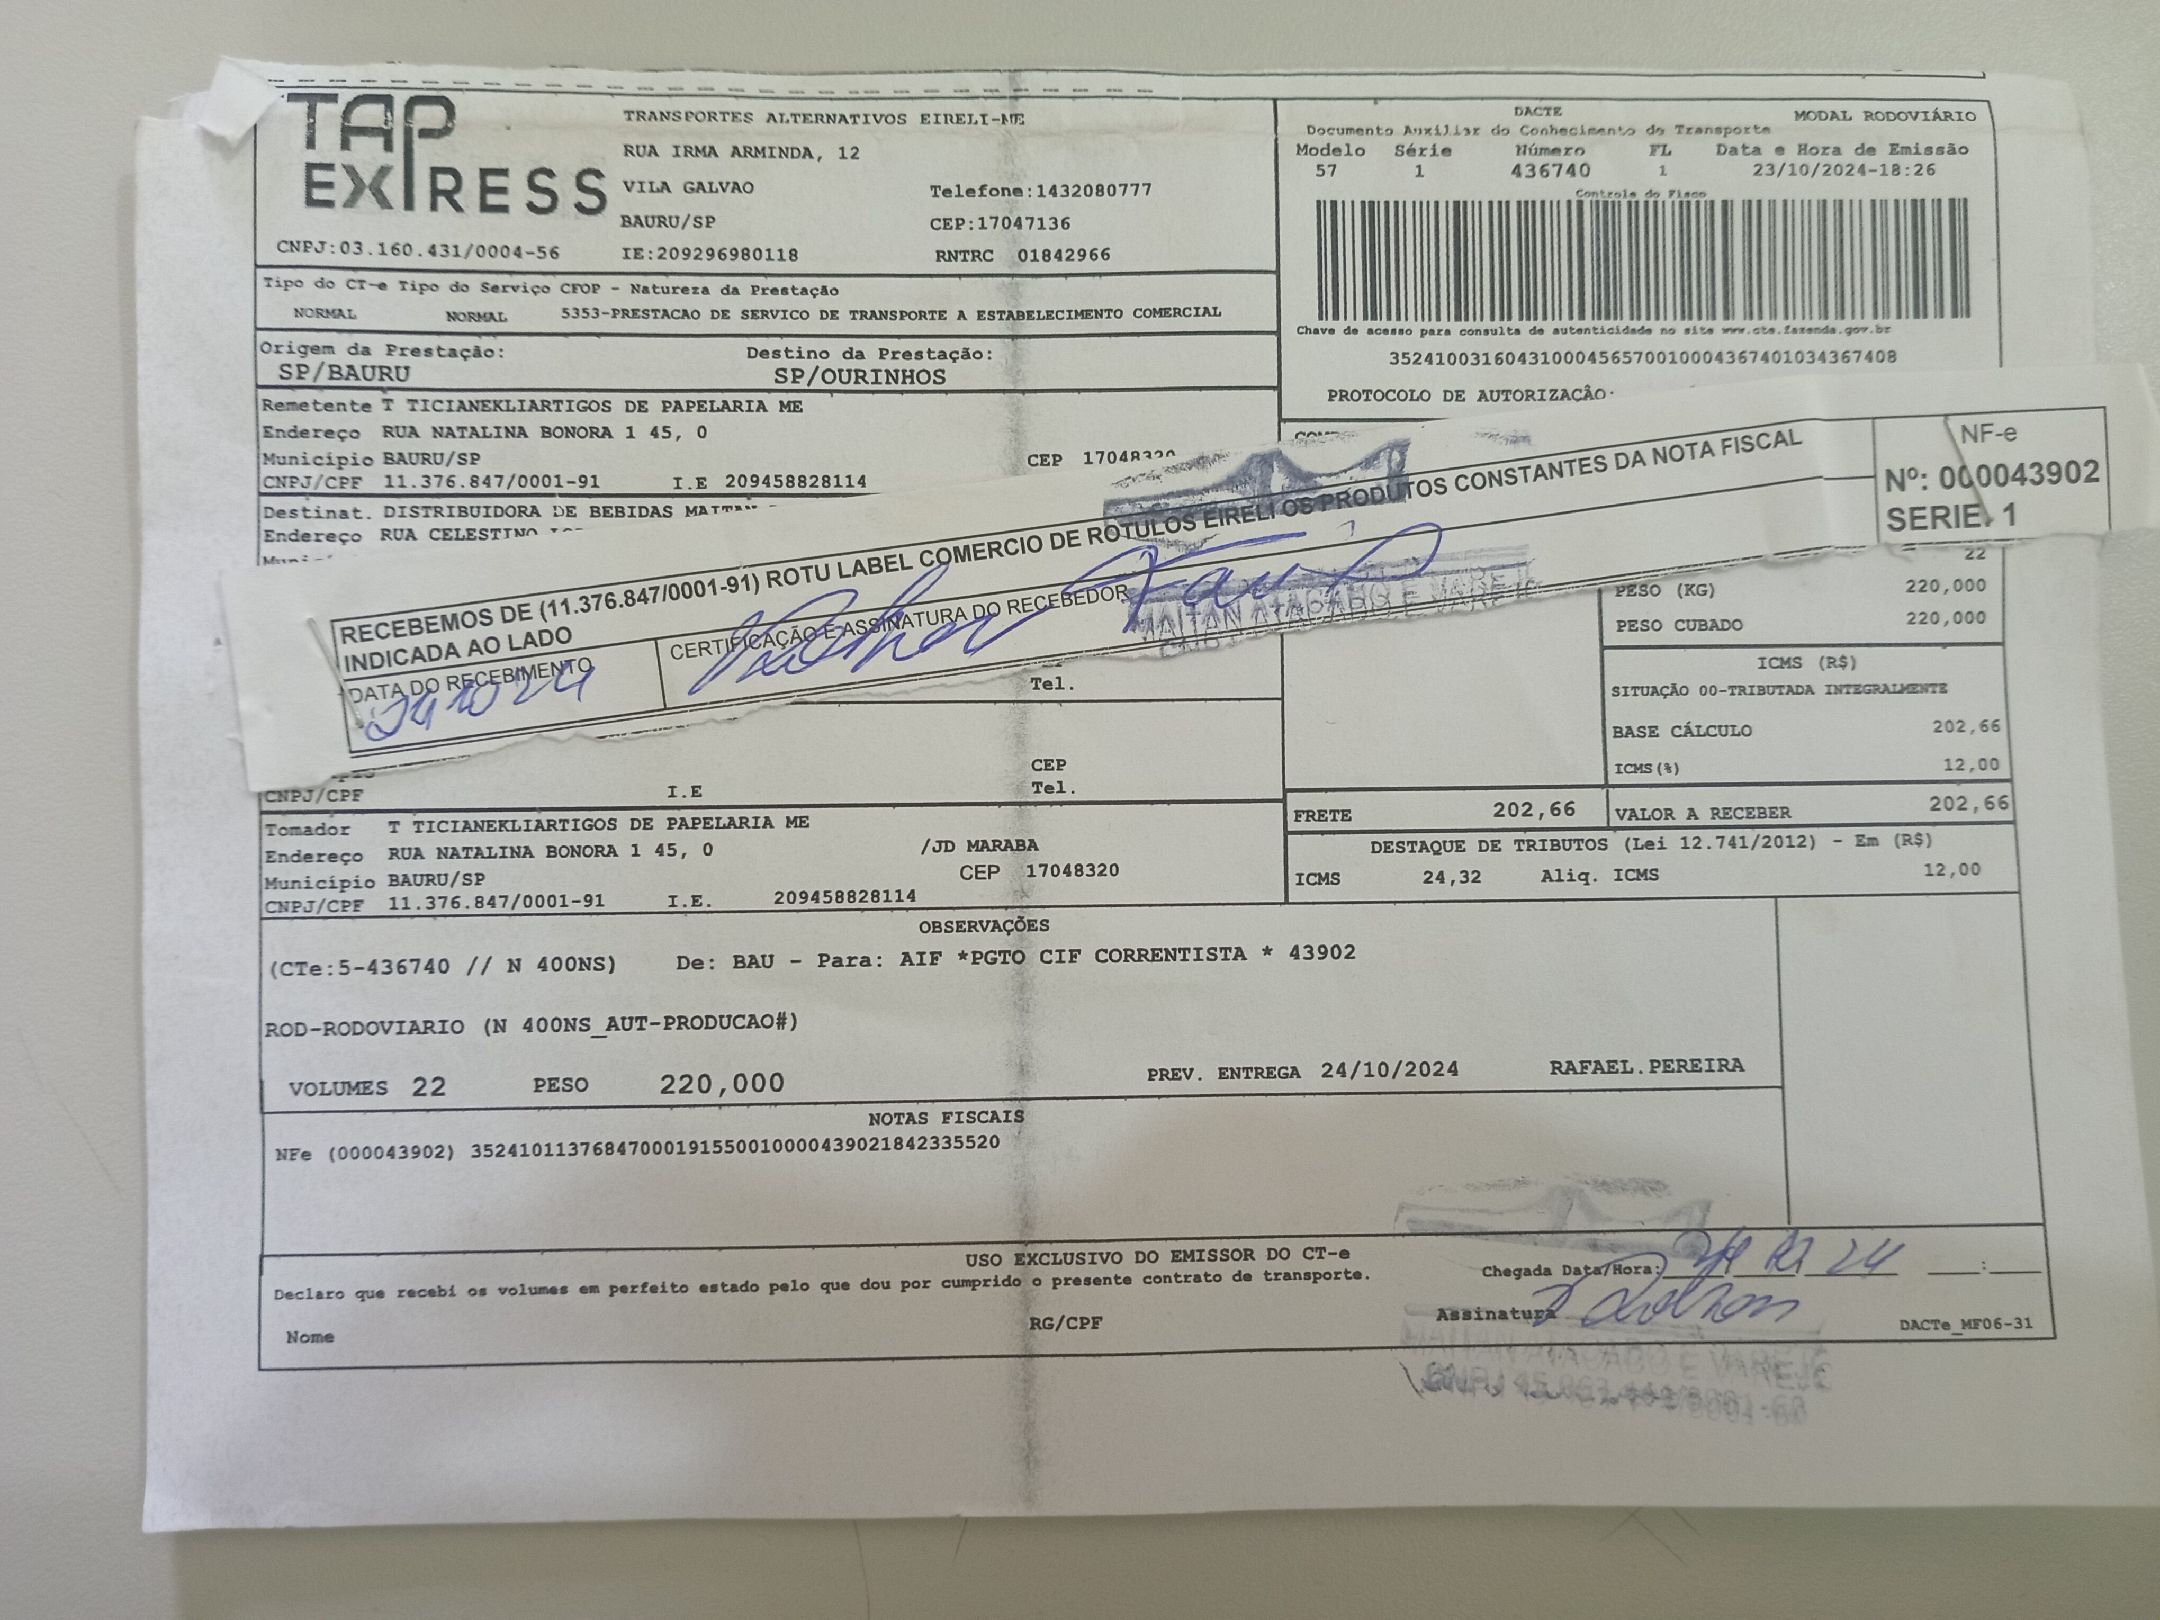 TAP EXPRESS
TRANSPORTES ALTERNATIVOS EIRELI-ME
RUA IRMA ARMINDA, 12
VILA GALVAO Telefone:1432080777
BAURU/SP CEP:17047136
CNPJ:03.160.431/0004-56 IE:209296980118 RNTRC 01842966
DACTE MODAL RODOVIÁRIO
Documento Auxiliar do Conhecimento de Transporte
Modelo Série Número FL Data e Hora de Emissão
57 1 436740 1 23/10/2024-18:26
Controle do Fisco
Chave de acesso para consulta de autenticidade no site www.cte.fazenda.gov.br
35241003160431000456570010004367401034367408
PROTOCOLO DE AUTORIZAÇÂO
Tipo do CT-e Tipo do Serviço CFOP - Natureza da Prestação
NORMAL NORMAL 5353-PRESTACAO DE SERVICO DE TRANSPORTE A ESTABELECIMENTO COMERCIAL
Origem da Prestação: Destino da Prestação:
SP/BAURU SP/OURINHOS
Remetente T TICIANEKLIARTIGOS DE PAPELARIA ME
Endereço RUA NATALINA BONORA 1 45, 0
Município BAURU/SP CEP 17048320
CNPJ/CPF 11.376.847/0001-91 I.E 209458828114
Destinat. DISTRIBUIDORA DE BEBIDAS
Endereço RUA CELESTINO
RECEBEMOS DE (11.376.847/0001-91) ROTU LABEL COMERCIO DE ROTULOS EIRELI OS PRODUTOS CONSTANTES DA NOTA FISCAL
INDICADA AO LADO
DATA DO RECEBIMENTO CERTIFICAÇÃO E ASSINATURA DO RECEBEDOR
24 10 24
MAITAN ATACADO E VAREJO
NF-e
Nº: 000043902
SERIE. 1
22
PESO (KG) 220,000
PESO CUBADO 220,000
ICMS (R$)
SITUAÇÃO 00-TRIBUTADA INTEGRALMENTE
BASE CÁLCULO 202,66
ICMS(%) 12,00
Tel.
CEP
CNPJ/CPF I.E Tel.
FRETE 202,66 VALOR A RECEBER 202,66
Tomador T TICIANEKLIARTIGOS DE PAPELARIA ME
Endereço RUA NATALINA BONORA 1 45, 0 /JD MARABA
Município BAURU/SP CEP 17048320
CNPJ/CPF 11.376.847/0001-91 I.E. 209458828114
DESTAQUE DE TRIBUTOS (Lei 12.741/2012) - Em (R$)
ICMS 24,32 Aliq. ICMS 12,00
OBSERVAÇÕES
(CTe:5-436740 // N 400NS) De: BAU - Para: AIF *PGTO CIF CORRENTISTA * 43902
ROD-RODOVIARIO (N 400NS_AUT-PRODUCAO#)
VOLUMES 22 PESO 220,000 PREV. ENTREGA 24/10/2024 RAFAEL.PEREIRA
NOTAS FISCAIS
NFe (000043902) 35241011376847000191550010000439021842335520
USO EXCLUSIVO DO EMISSOR DO CT-e
Declaro que recebi os volumes em perfeito estado pelo que dou por cumprido o presente contrato de transporte.
Chegada Data/Hora: 24
Nome RG/CPF Assinatura
DACTe_MF06-31
MAITAN ATACADO E VAREJO